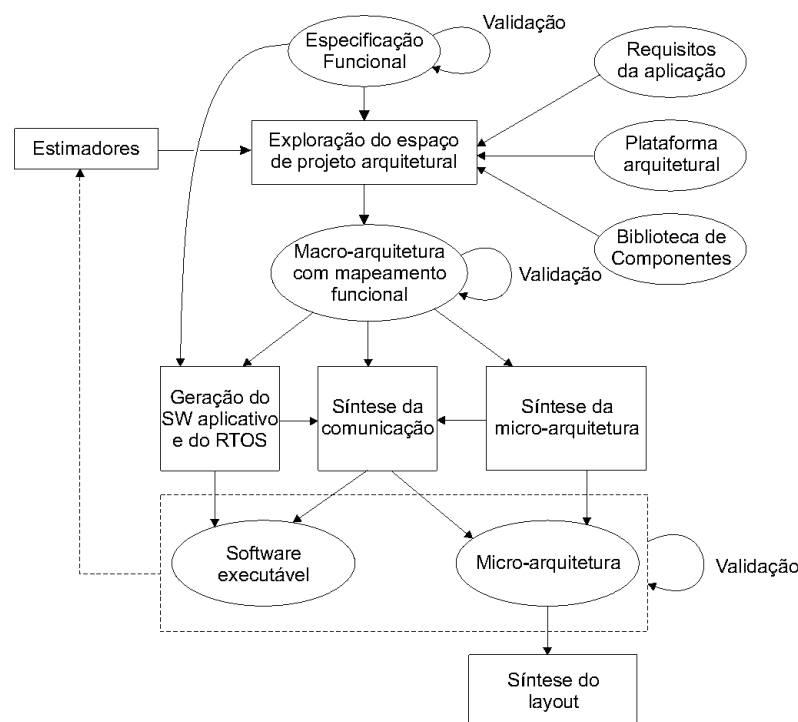 Especificação
Funcional
Validação
Requisitos
da aplicação
Estimadores
Exploração do espaço
de projeto arquitetural
Plataforma
arquitetural
Biblioteca de
Componentes
Macro-arquitetura
com mapeamento
funcional
Validação
Geração do
SW aplicativo
e do RTOS
Síntese da
comunicação
Síntese da
micro-arquitetura
Software
executável
Micro-arquitetura
Validação
Síntese do
layout